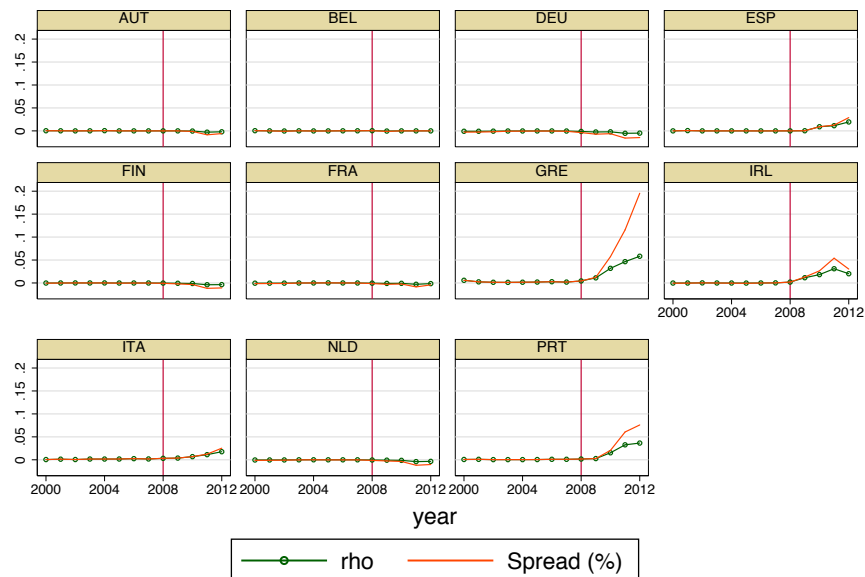 AUT BEL DEU ESP
0 .05 .1 .15 .2
FIN FRA GRE IRL
0 .05 .1 .15 .2
2000 2004 2008 2012
ITA NLD PRT
0 .05 .1 .15 .2
2000 2004 2008 2012 2000 2004 2008 2012 2000 2004 2008 2012
year
rho Spread (%)